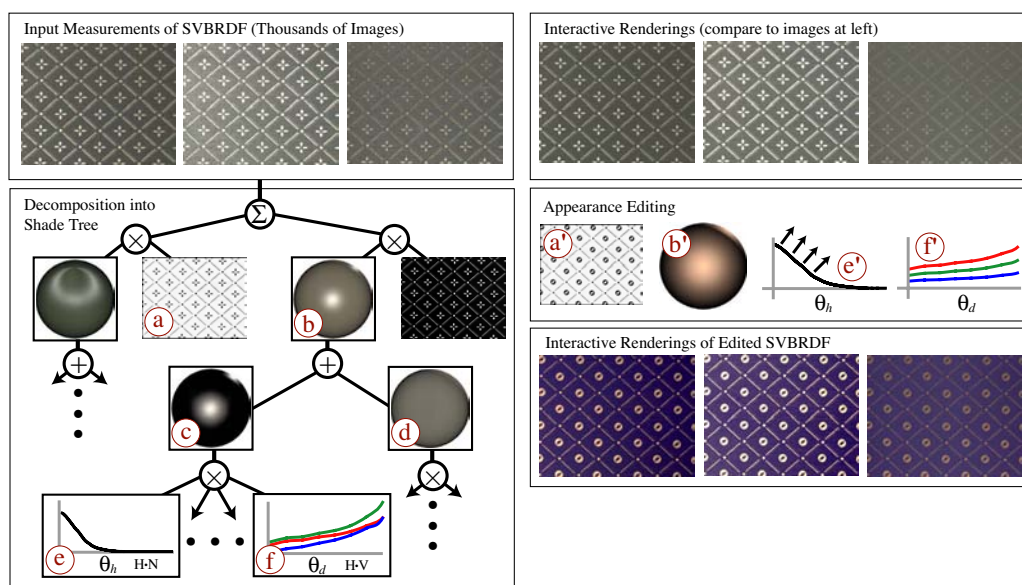 Input Measurements of SVBRDF (Thousands of Images)
Decomposition into
Shade Tree
Σ
×
×
a
b
+
+
c
d
×
×
e
θh
H·N
f
θd
H·V
Interactive Renderings (compare to images at left)
Appearance Editing
a'
b'
e'
θh
f'
θd
Interactive Renderings of Edited SVBRDF